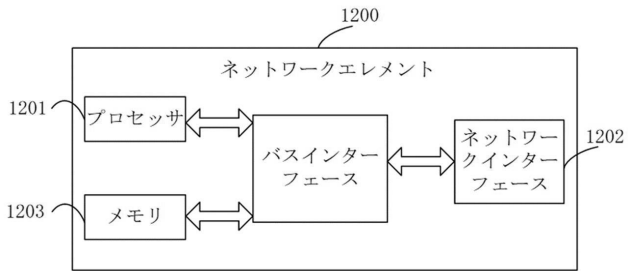 1200
ネットワークエレメント
1201
プロセッサ
バスインター
フェース
ネットワー
クインター
フェース
1202
1203
メモリ